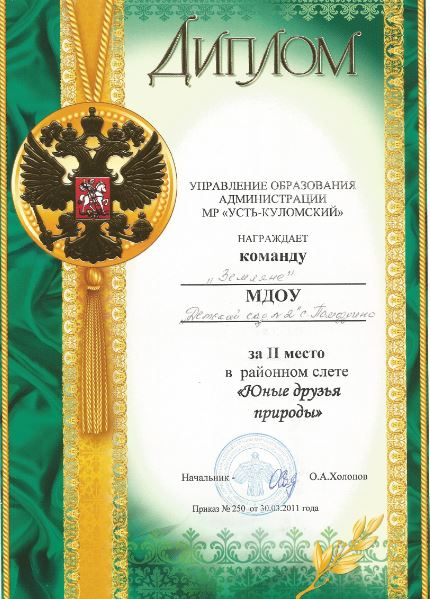 ДИПЛОМ
УПРАВЛЕНИЕ ОБРАЗОВАНИЯ
АДМИНИСТРАЦИИ
МР «УСТЬ-КУЛОМСКИЙ»
НАГРАЖДАЕТ
команду
„Земляне"
МДОУ
Детский сад №2" с Помоздино
за II место
в районном слете
«Юные друзья
природы»
Начальник - О.А.Холопов
Приказ № 250 от 30.03.2011 года